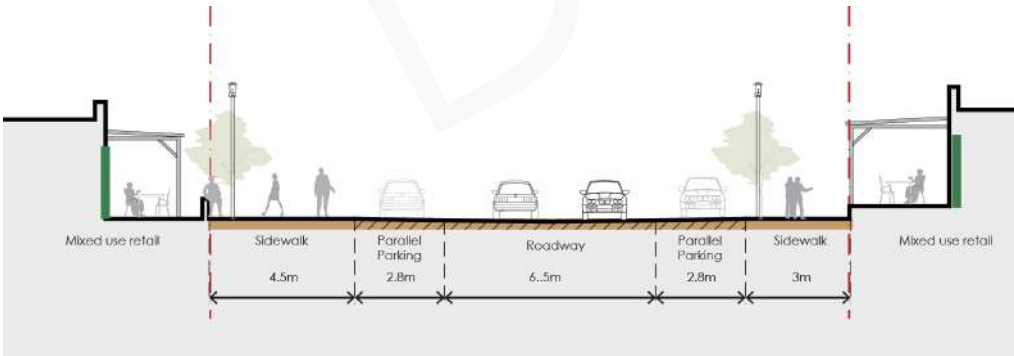 Mixed use retail
Sidewalk
Parallel
Parking
Roadway
Parallel
Parking
Sidewalk
Mixed use retail
4.5m
2.8m
6..5m
2.8m
3m